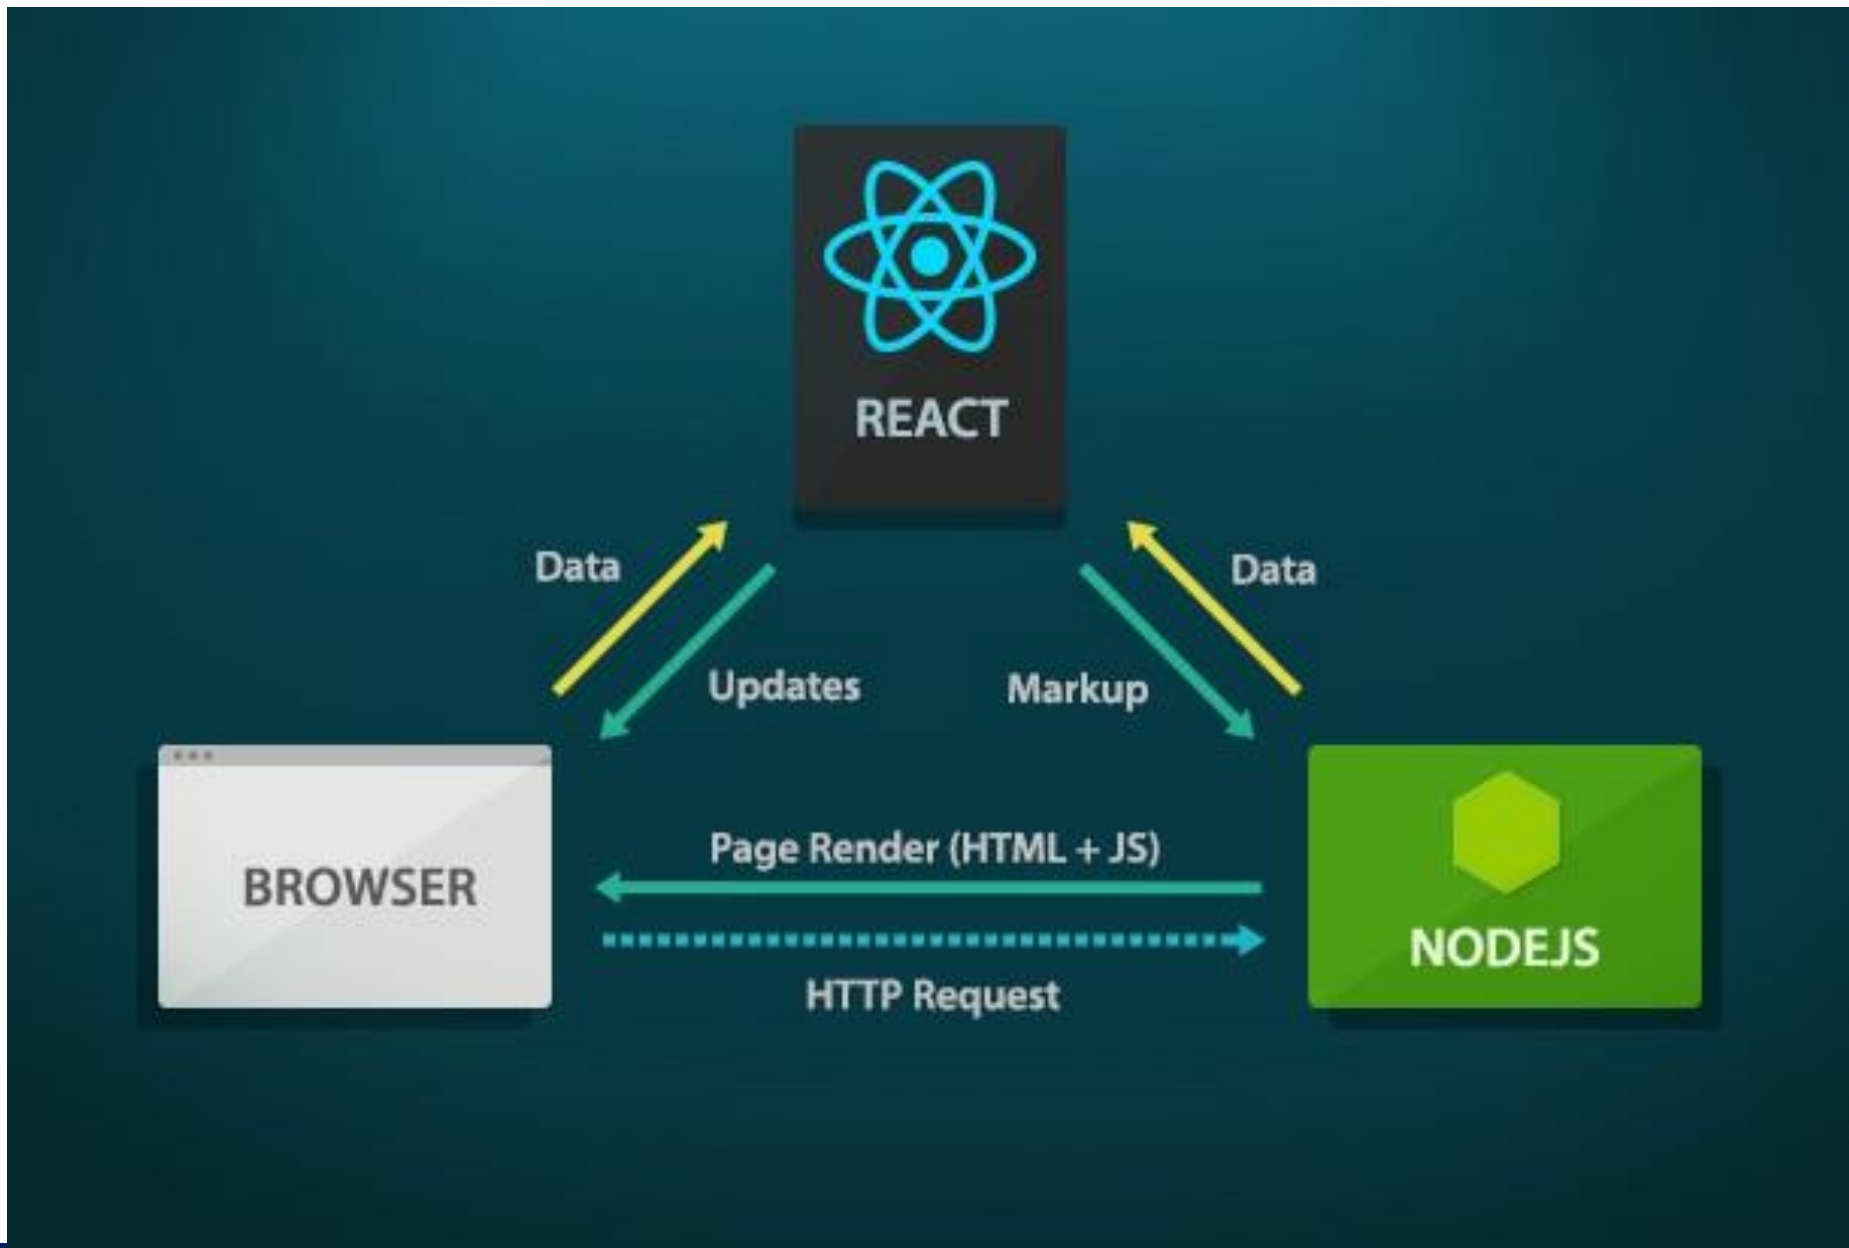 REACT
Data
Data
Updates
Markup
Page Render (HTML + JS)
BROWSER
HTTP Request
NODEJS